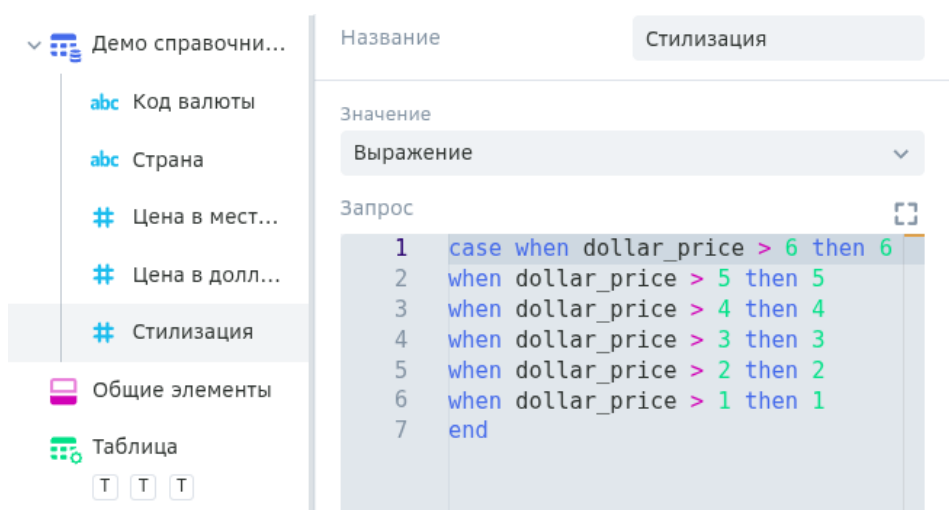 Демо справочни...
abc Код валюты
abc Страна
# Цена в мест...
# Цена в долл...
# Стилизация
Общие элементы
Таблица
T T T
Название
Стилизация
Значение
Выражение
Запрос
1 case when dollar_price > 6 then 6
2 when dollar_price > 5 then 5
3 when dollar_price > 4 then 4
4 when dollar_price > 3 then 3
5 when dollar_price > 2 then 2
6 when dollar_price > 1 then 1
7 end